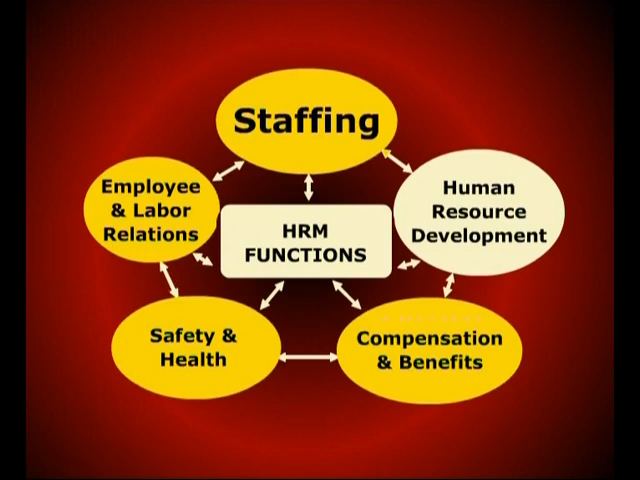 Staffing
Employee
& Labor
Relations
Human
Resource
Development
HRM
FUNCTIONS
Safety &
Health
Compensation
& Benefits